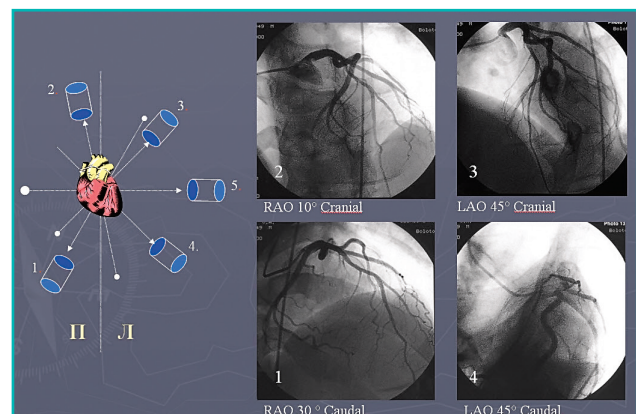 2.
3
5.
4.
1
П Л
2
RAO 10° Cranial
3
LAO 45° Cranial
1
RAO 30 ° Caudal
4
LAO 45° Caudal